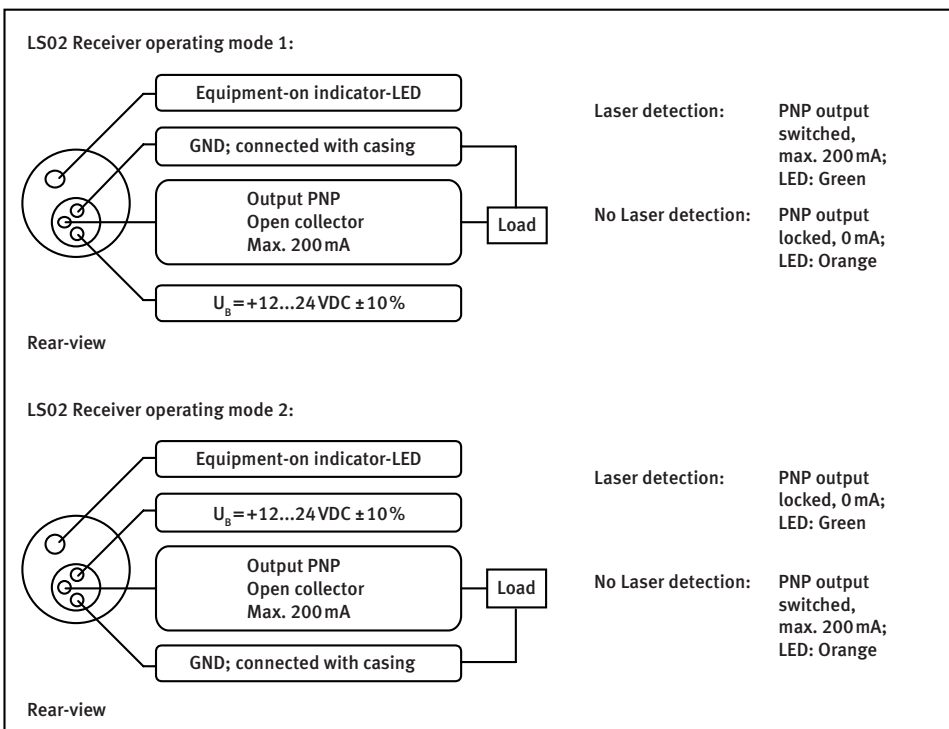 LS02 Receiver operating mode 1:
Equipment-on indicator-LED
GND; connected with casing
Output PNP
Open collector
Max. 200 mA
Load
U_B=+12...24 VDC ±10 %
Rear-view
Laser detection:
PNP output
switched,
max. 200 mA;
LED: Green
No Laser detection:
PNP output
locked, 0 mA;
LED: Orange
LS02 Receiver operating mode 2:
Equipment-on indicator-LED
U_B=+12...24 VDC ±10 %
Output PNP
Open collector
Max. 200 mA
Load
GND; connected with casing
Rear-view
Laser detection:
PNP output
locked, 0 mA;
LED: Green
No Laser detection:
PNP output
switched,
max. 200 mA;
LED: Orange